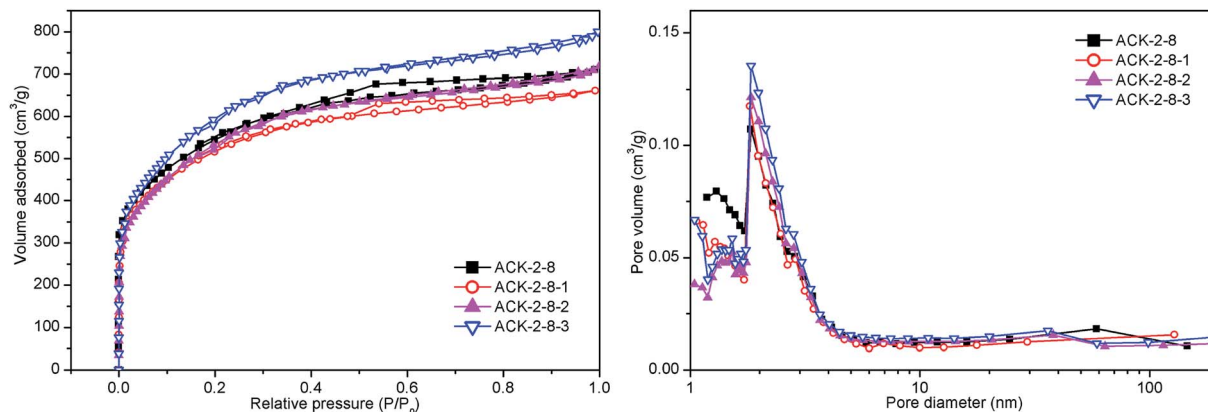 800
700
600
500
400
300
200
100
0
Volume adsorbed (cm³/g)
0.0 0.2 0.4 0.6 0.8 1.0
Relative pressure (P/P₀)
ACK-2-8
ACK-2-8-1
ACK-2-8-2
ACK-2-8-3
0.15
0.10
0.05
0.00
Pore volume (cm³/g)
1 10 100
Pore diameter (nm)
ACK-2-8
ACK-2-8-1
ACK-2-8-2
ACK-2-8-3